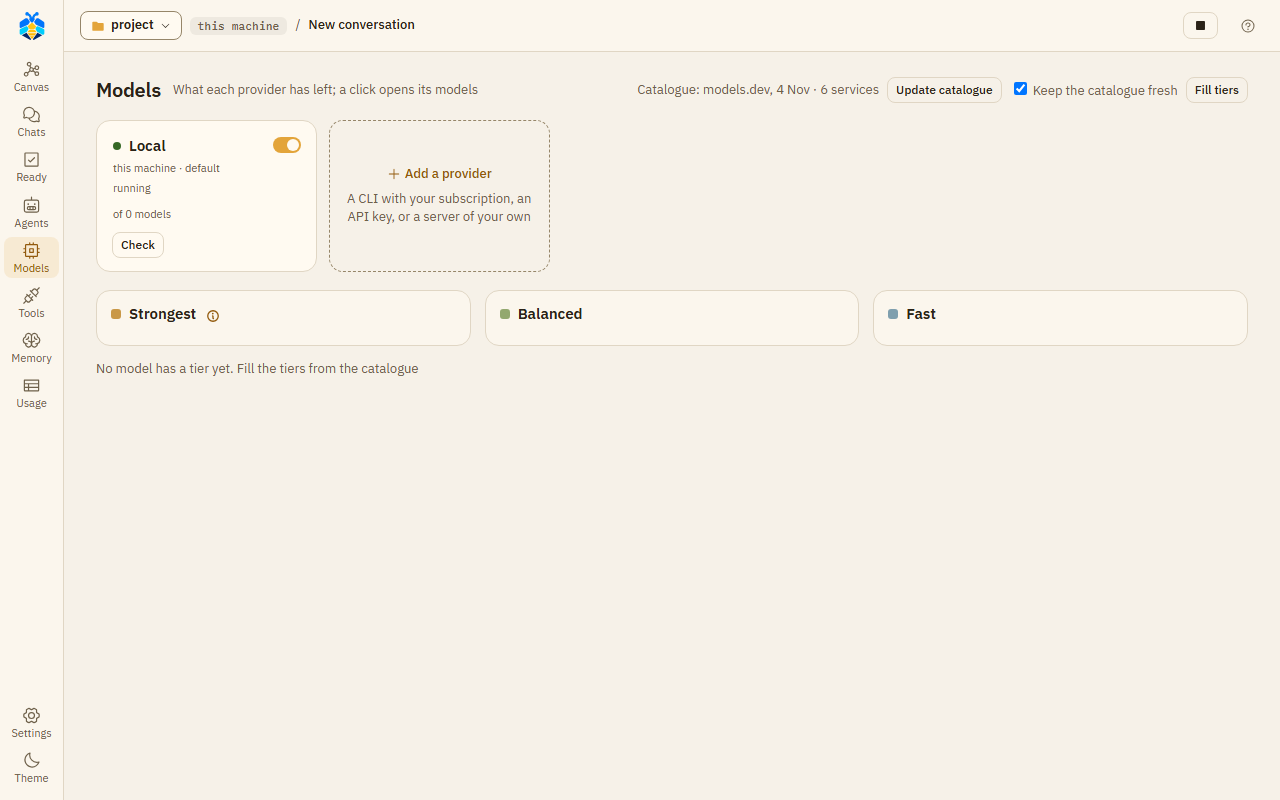 project
this machine / New conversation
Canvas
Chats
Ready
Agents
Models
Tools
Memory
Usage
Settings
Theme
Models
What each provider has left; a click opens its models
Catalogue: models.dev, 4 Nov · 6 services
Update catalogue
Keep the catalogue fresh
Fill tiers
Local
this machine · default
running
of 0 models
Check
+ Add a provider
A CLI with your subscription, an
API key, or a server of your own
Strongest
Balanced
Fast
No model has a tier yet. Fill the tiers from the catalogue